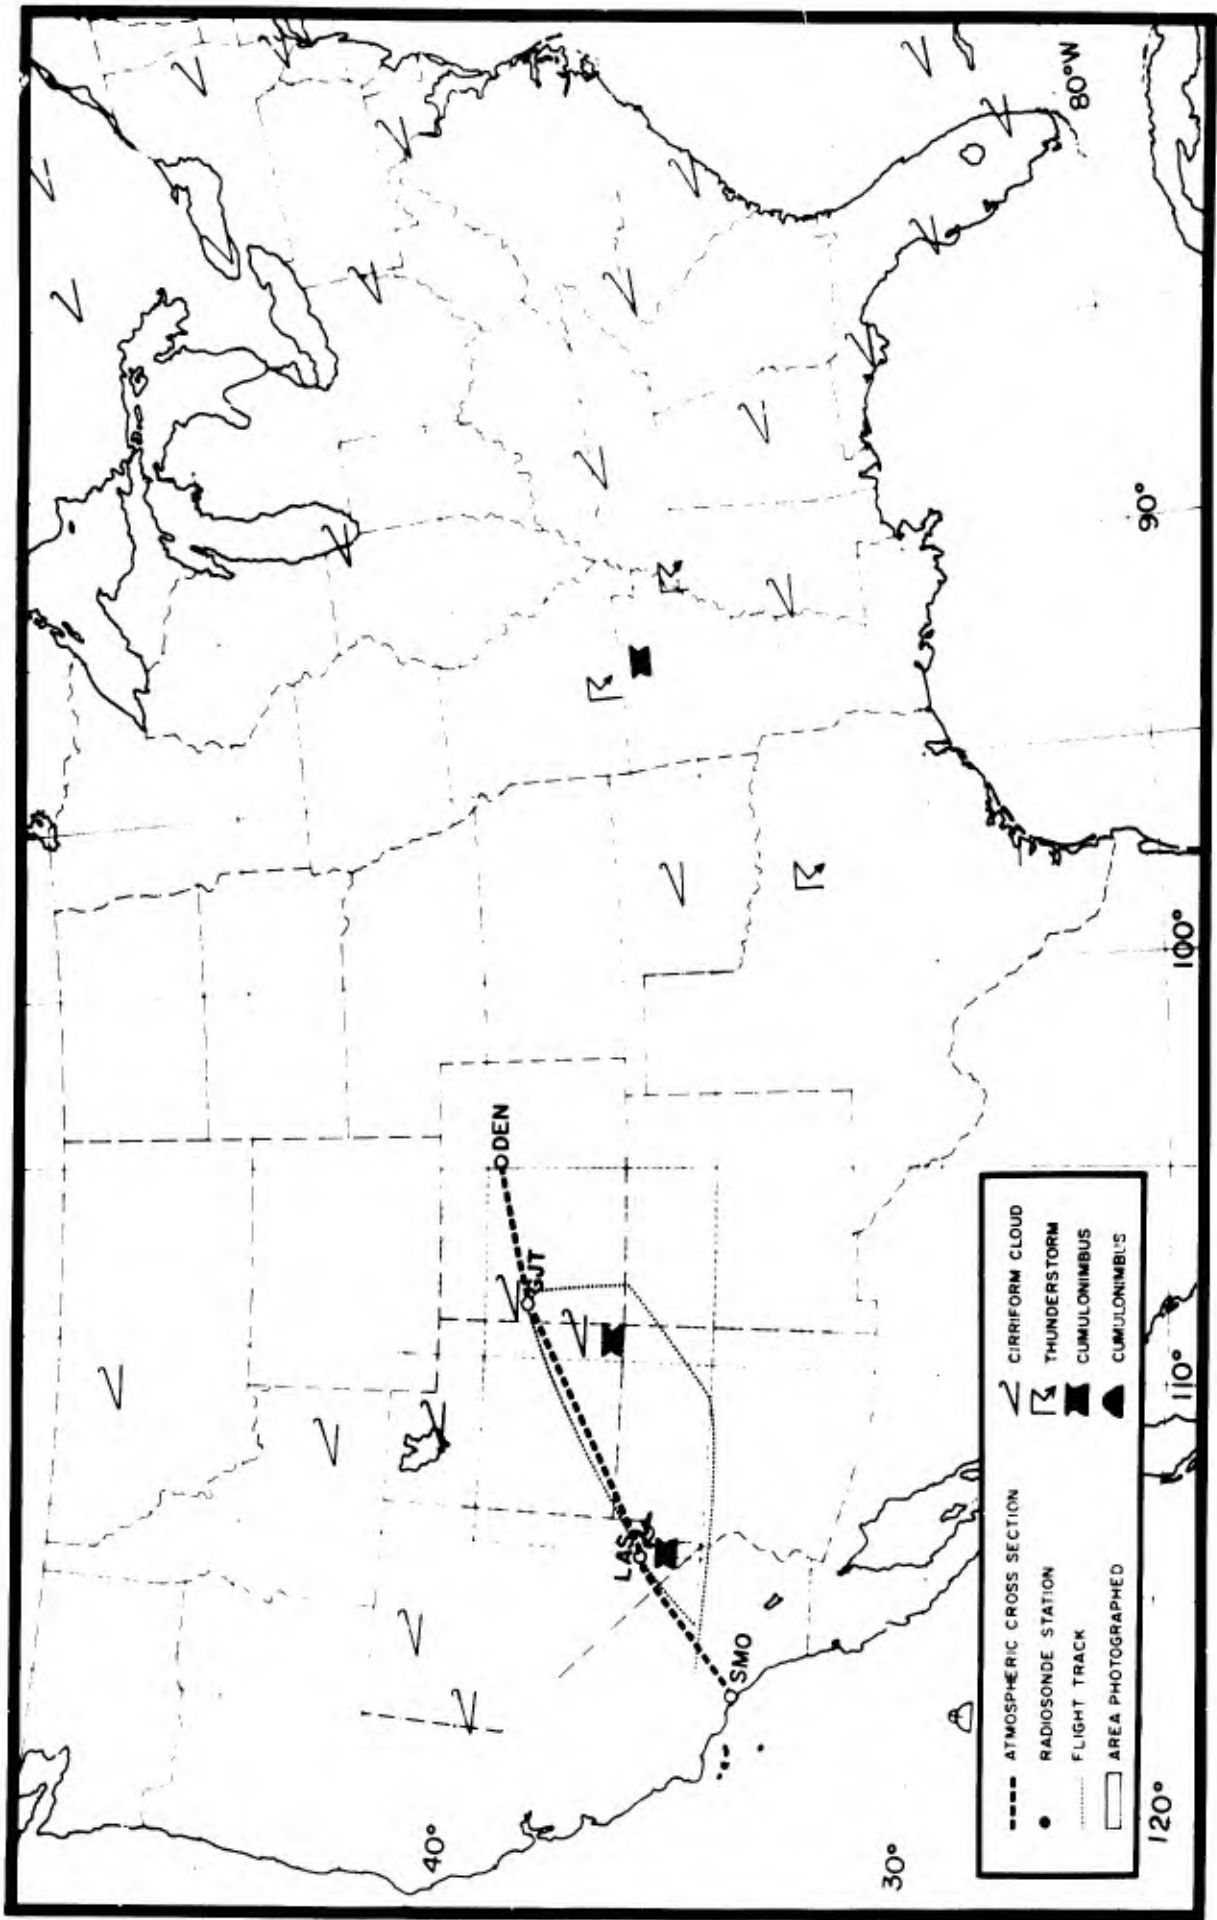 80°W
90°
100°
110°
120°
40°
30°
DEN
GJT
LAS
SMO
ATMOSPHERIC CROSS SECTION
RADIOSONDE STATION
FLIGHT TRACK
AREA PHOTOGRAPHED
CIRRIFORM CLOUD
THUNDERSTORM
CUMULONIMBUS
CUMULONIMBUS